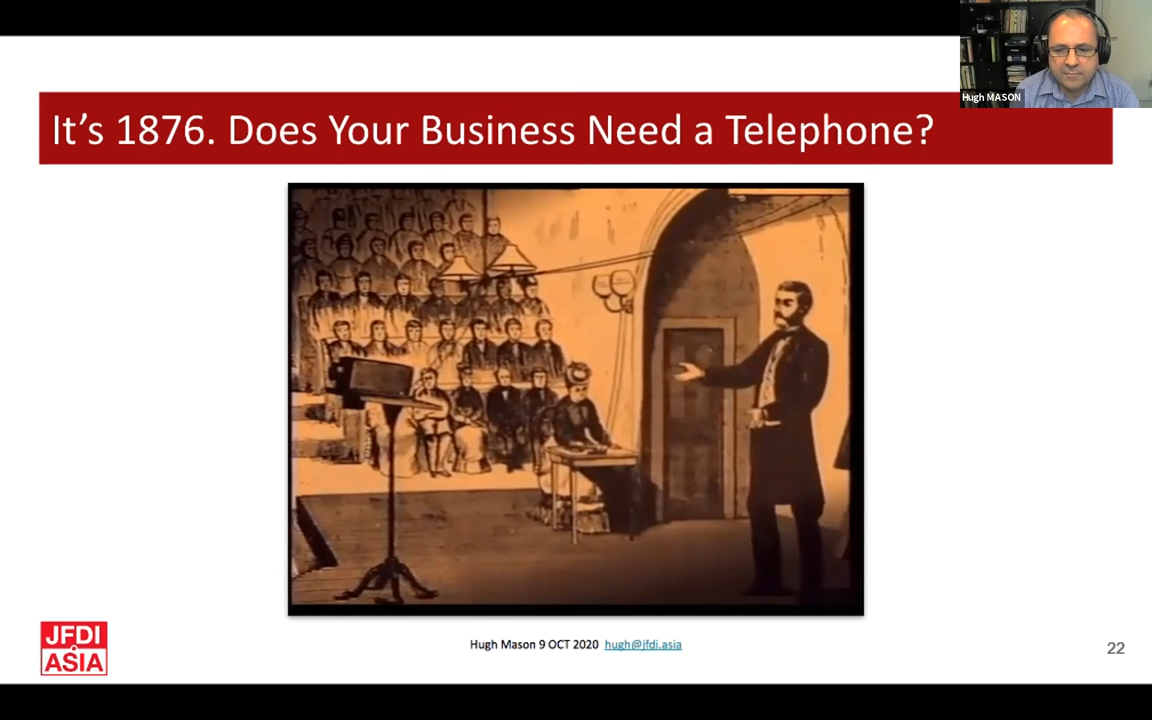 Hugh MASON
It's 1876. Does Your Business Need a Telephone?
JFDI
ASIA
Hugh Mason 9 OCT 2020 hugh@jfdi.asia
22